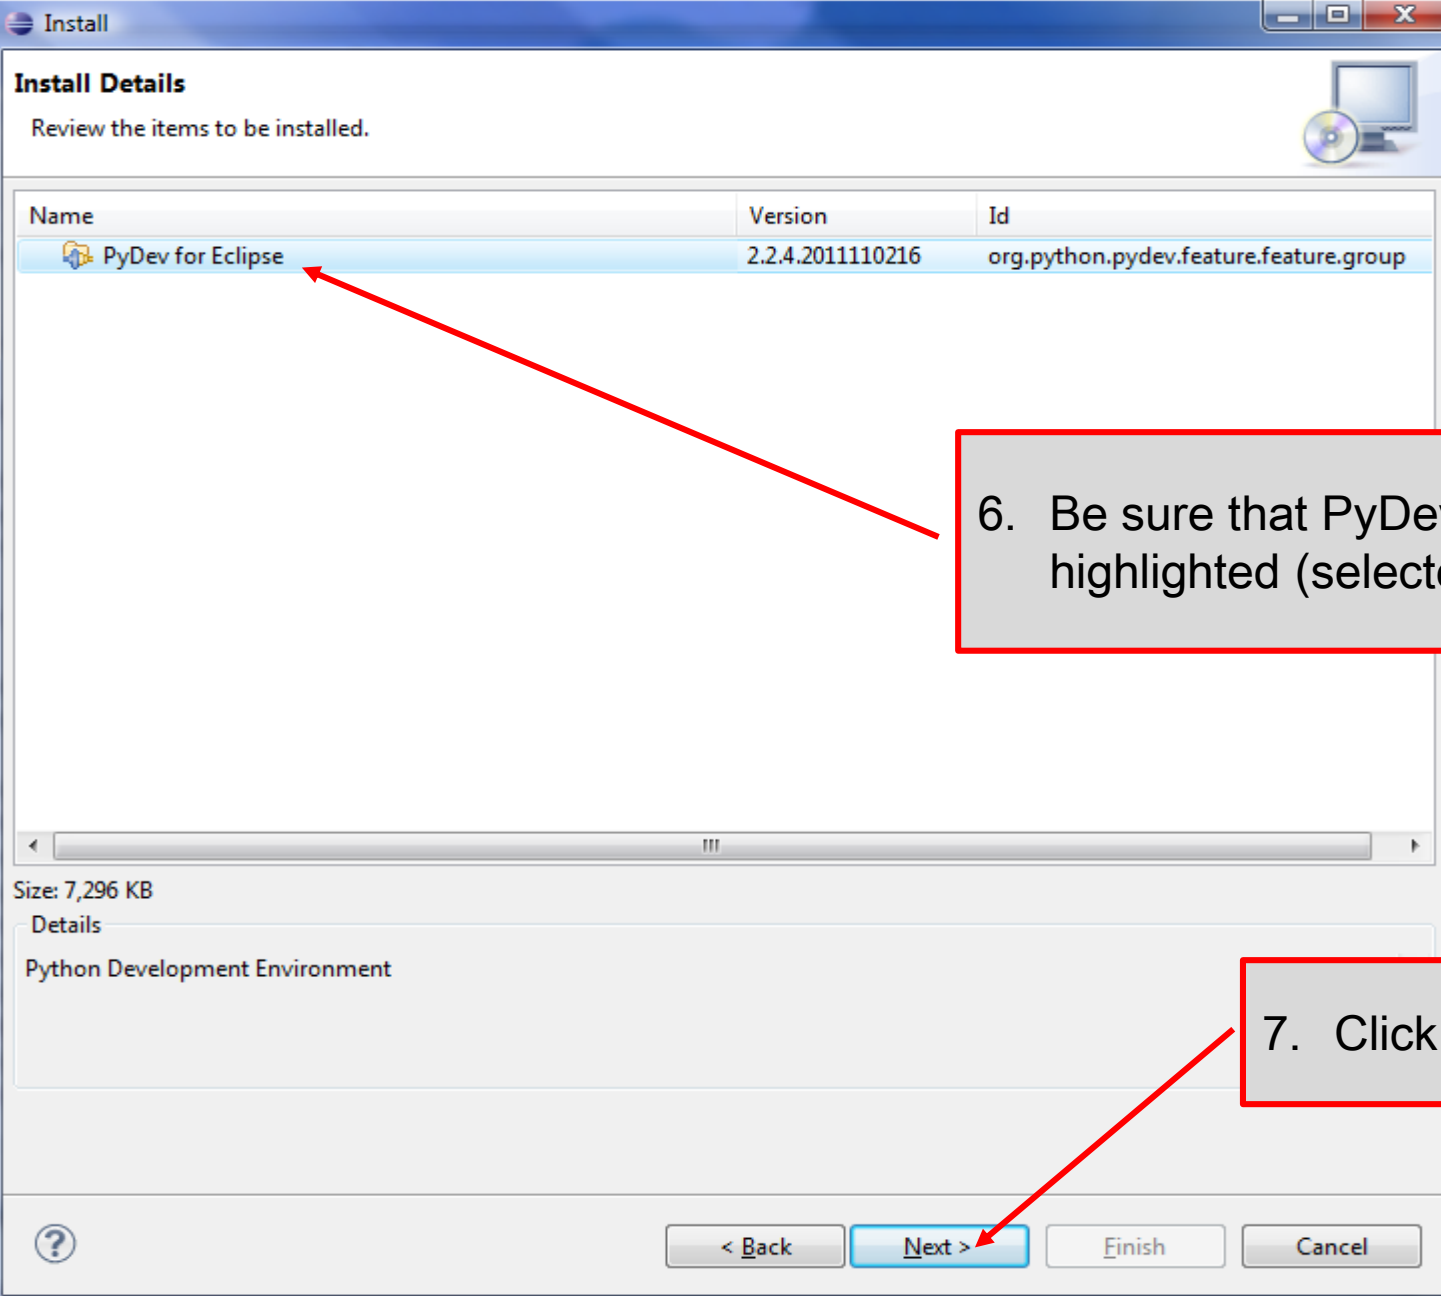 Install
Install Details
Review the items to be installed.
Name Version Id
PyDev for Eclipse 2.2.4.2011110216 org.python.pydev.feature.feature.group
6. Be sure that PyDev
highlighted (selecte
Size: 7,296 KB
Details
Python Development Environment
7. Click
< Back Next > Finish Cancel